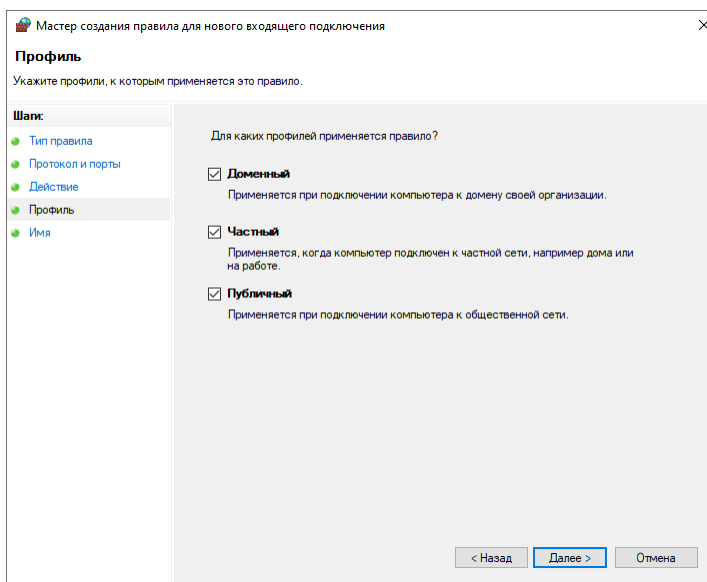 Мастер создания правила для нового входящего подключения
Профиль
Укажите профили, к которым применяется это правило.
Шаги:
Тип правила
Протокол и порты
Действие
Профиль
Имя
Для каких профилей применяется правило?
Доменный
Применяется при подключении компьютера к домену своей организации.
Частный
Применяется, когда компьютер подключен к частной сети, например дома или
на работе.
Публичный
Применяется при подключении компьютера к общественной сети.
< Назад
Далее >
Отмена